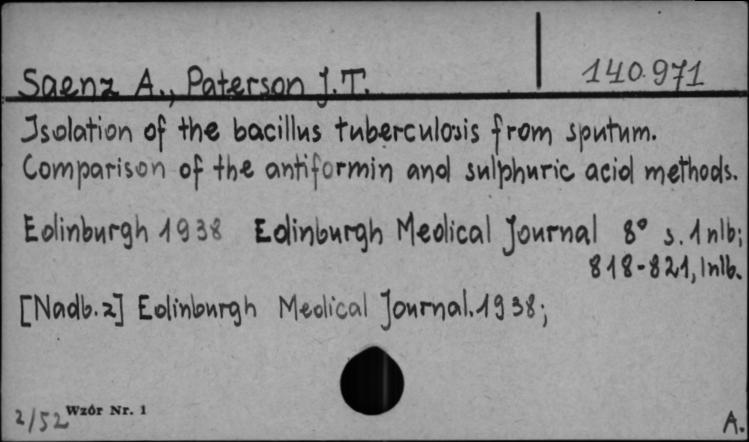 140.971
Saenz A., Paterson J.T.
Isolation of the bacillus tuberculosis from sputum.
Comparison of the antiformin and sulphuric acid methods.
Edinburgh 1938 Edinburgh Medical Journal 8° s. 1 nlb;
818-821, 1nlb.
[Nadb. z] Edinburgh Medical Journal. 1938;
2/52 Wzór Nr. 1
A.